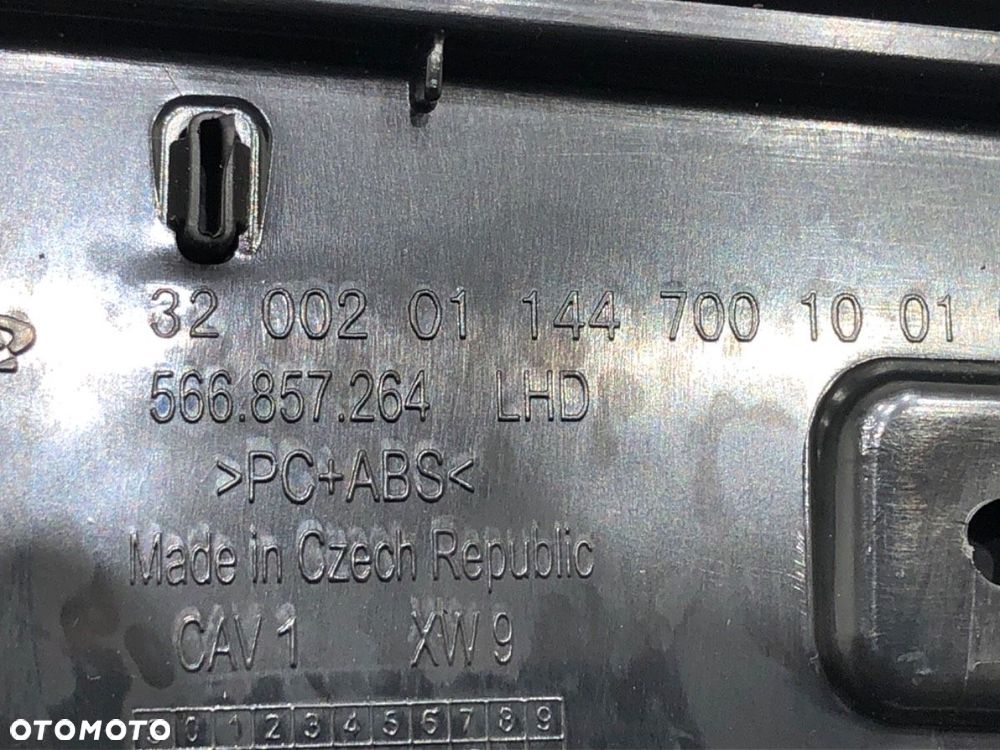 32 002 01 144 700 10 01
566.857.264 LHD
>PC+ABS<
Made in Czech Republic
CAV 1 XW 9
0 1 2 3 4 5 6 7 8 9
OTOMOTO